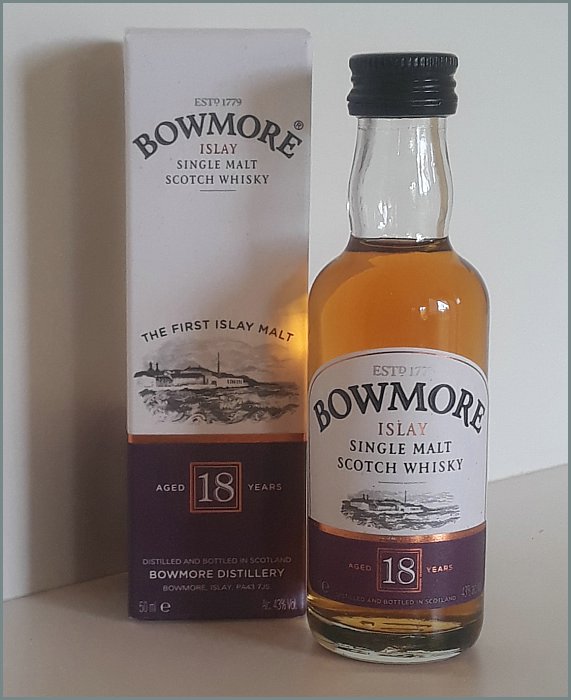 ESTD 1779
BOWMORE®
ISLAY
SINGLE MALT
SCOTCH WHISKY
THE FIRST ISLAY MALT
AGED 18 YEARS
DISTILLED AND BOTTLED IN SCOTLAND
BOWMORE DISTILLERY
BOWMORE, ISLAY, PA43 7JS
50 ml e Alc. 43% Vol.
ESTD 1779
BOWMORE
ISLAY
SINGLE MALT
SCOTCH WHISKY
AGED 18 YEARS
DISTILLED AND BOTTLED IN SCOTLAND